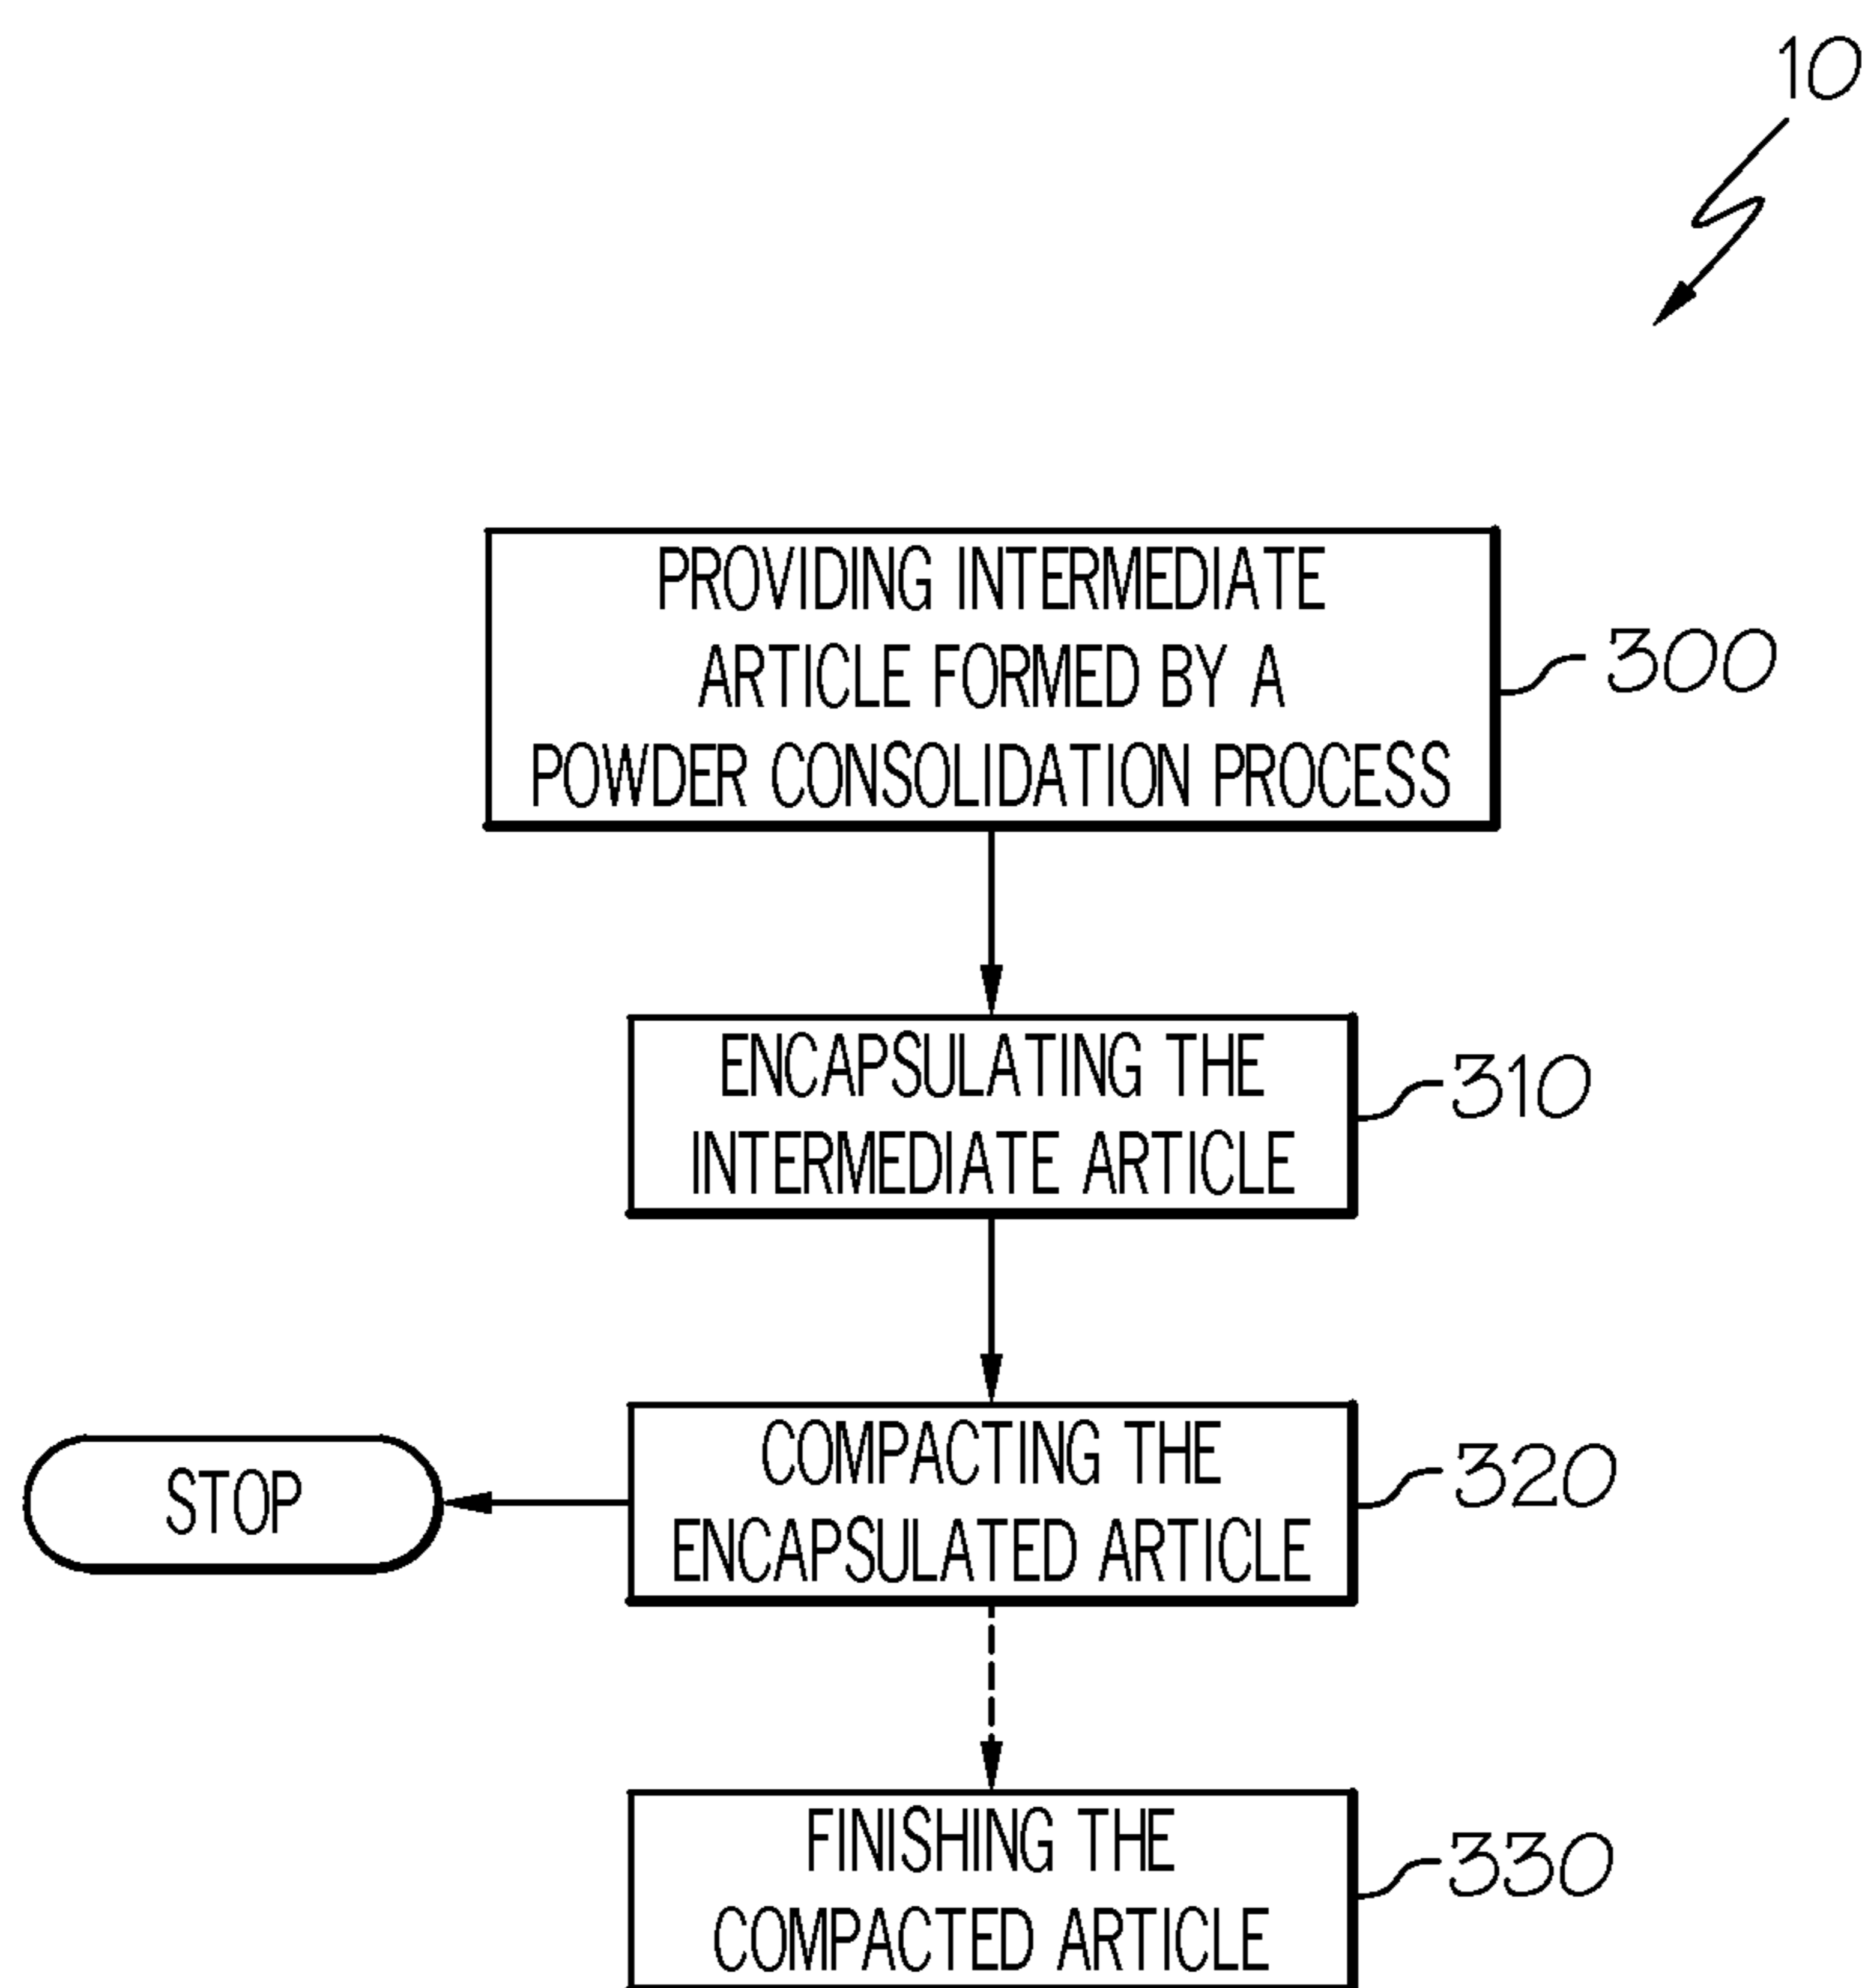 10
PROVIDING INTERMEDIATE
ARTICLE FORMED BY A
POWDER CONSOLIDATION PROCESS
300
ENCAPSULATING THE
INTERMEDIATE ARTICLE
310
COMPACTING THE
ENCAPSULATED ARTICLE
320
STOP
FINISHING THE
COMPACTED ARTICLE
330